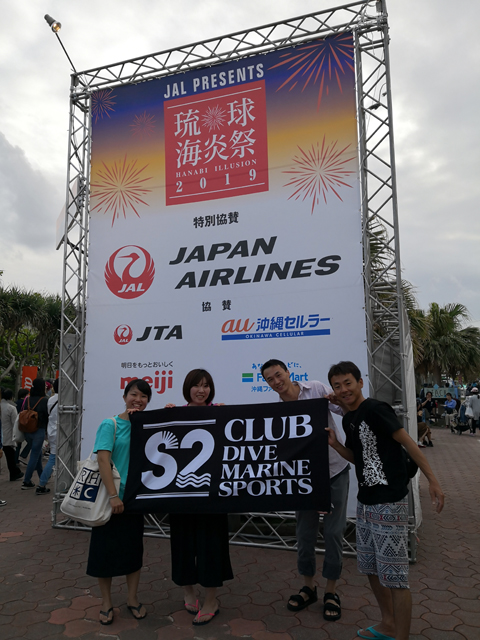 JAL PRESENTS
琉球
海炎祭
HANABI ILLUSION
2019
特別協賛
JAL
JAPAN
AIRLINES
協 賛
JTA
au 沖縄セルラー
OKINAWA CELLULAR
明日をもっとおいしく
meiji
S2
CLUB
DIVE
MARINE
SPORTS